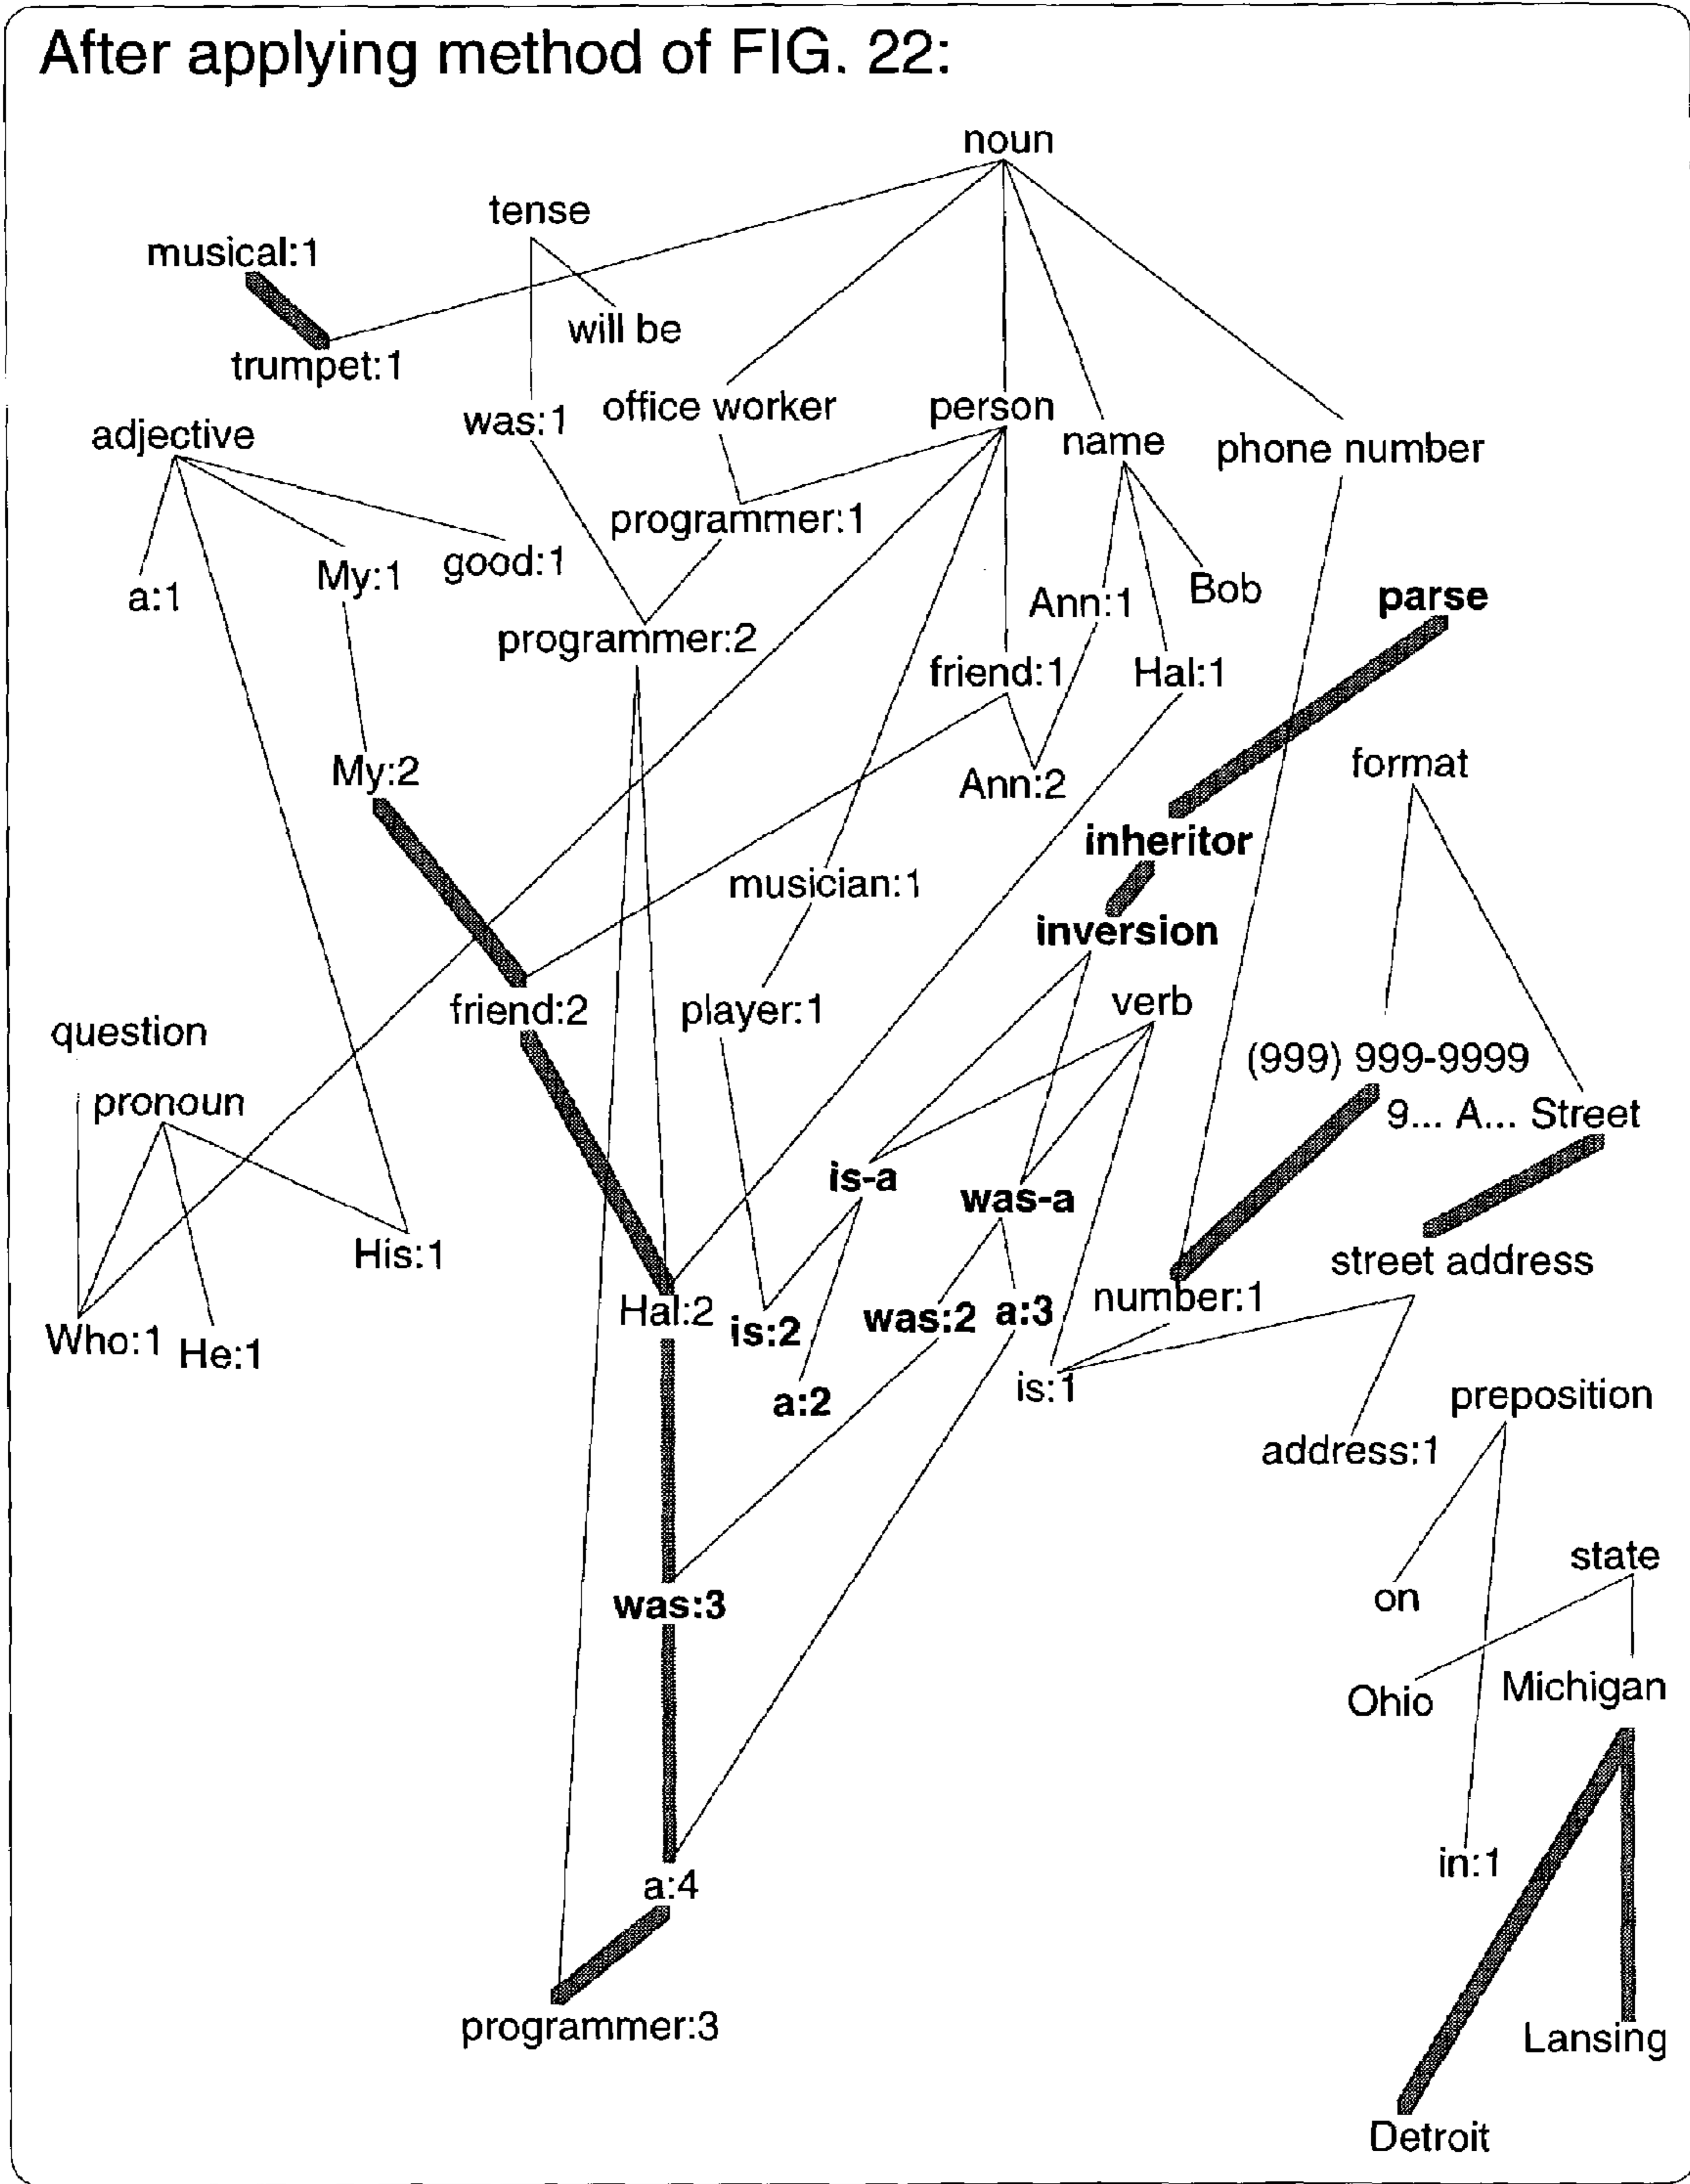 After applying method of FIG. 22:
noun
tense
musical:1
will be
trumpet:1
was:1
office worker
person
adjective
name
phone number
programmer:1
good:1
My:1
a:1
Ann:1
Bob
parse
programmer:2
friend:1
Hal:1
My:2
format
Ann:2
inheritor
musician:1
inversion
verb
friend:2
player:1
question
(999) 999-9999
pronoun
9... A... Street
is-a
was-a
His:1
street address
number:1
Hal:2
is:2
was:2
a:3
Who:1
He:1
is:1
a:2
preposition
address:1
state
on
was:3
Michigan
Ohio
in:1
a:4
programmer:3
Lansing
Detroit